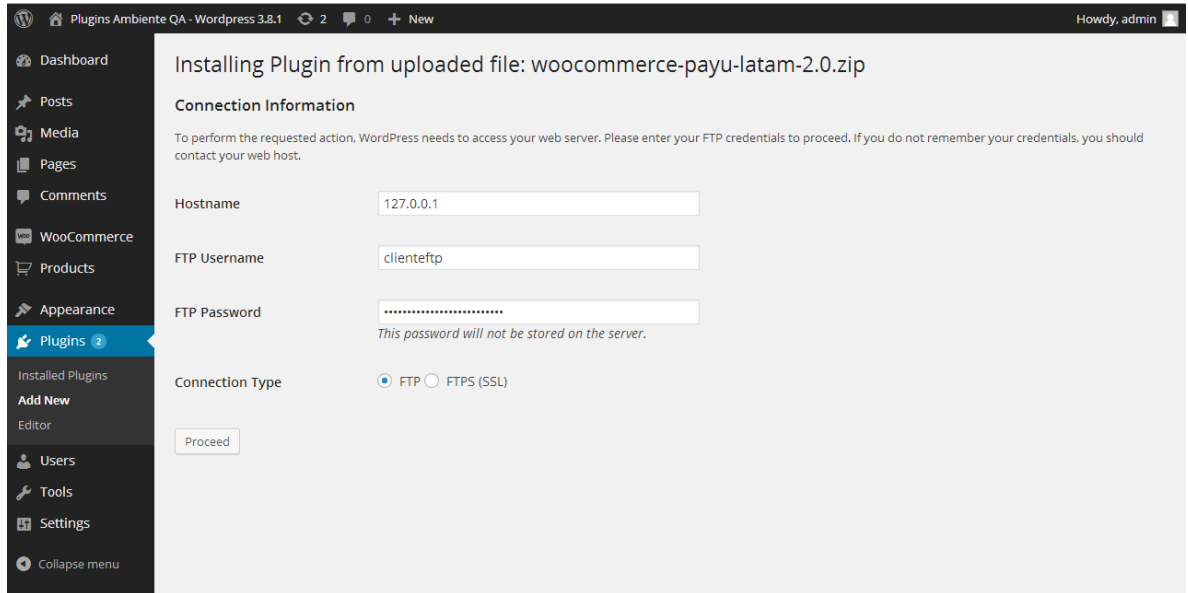 Plugins Ambiente QA - Wordpress 3.8.1 2 0 + New Howdy, admin
Dashboard
Posts
Media
Pages
Comments
WooCommerce
Products
Appearance
Plugins 2
Installed Plugins
Add New
Editor
Users
Tools
Settings
Collapse menu
Installing Plugin from uploaded file: woocommerce-payu-latam-2.0.zip
Connection Information
To perform the requested action, WordPress needs to access your web server. Please enter your FTP credentials to proceed. If you do not remember your credentials, you should
contact your web host.
Hostname 127.0.0.1
FTP Username clienteftp
FTP Password ••••••••••••••••••••••••••
This password will not be stored on the server.
Connection Type FTP FTPS (SSL)
Proceed